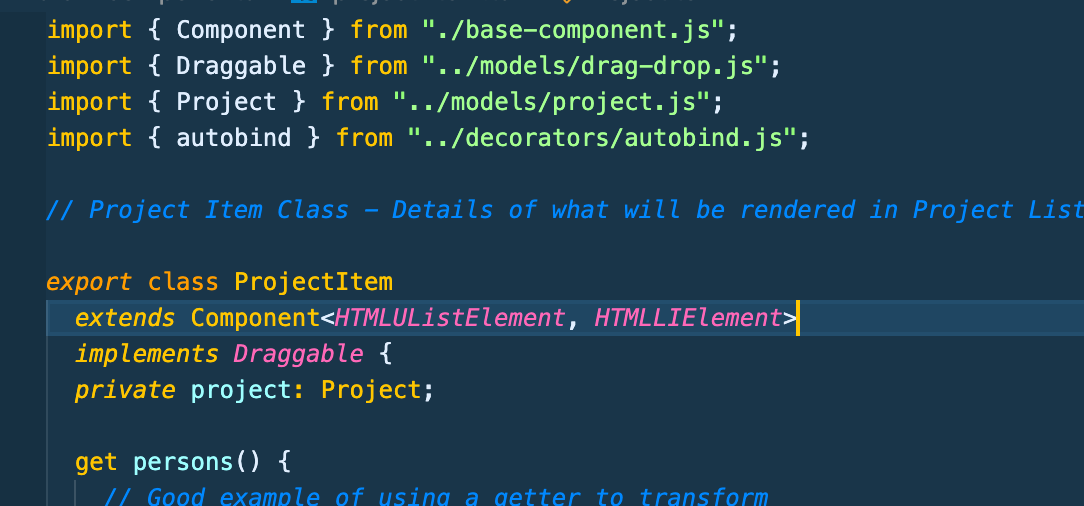 import { Component } from "./base-component.js";
import { Draggable } from "../models/drag-drop.js";
import { Project } from "../models/project.js";
import { autobind } from "../decorators/autobind.js";
// Project Item Class – Details of what will be rendered in Project List
export class ProjectItem
extends Component<HTMLUListElement, HTMLLIElement>
implements Draggable {
private project: Project;
get persons() {
// Good example of using a getter to transform